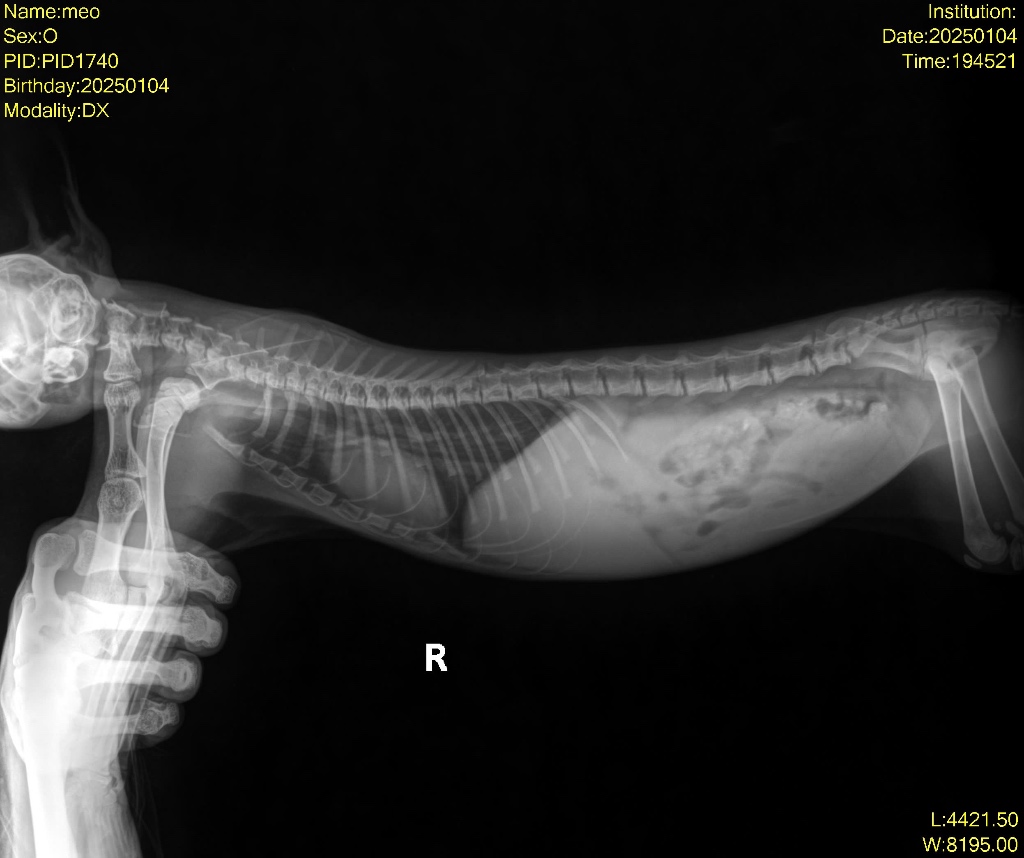 Name:meo
Sex:O
PID:PID1740
Birthday:20250104
Modality:DX
Institution:
Date:20250104
Time:194521
R
L:4421.50
W:8195.00